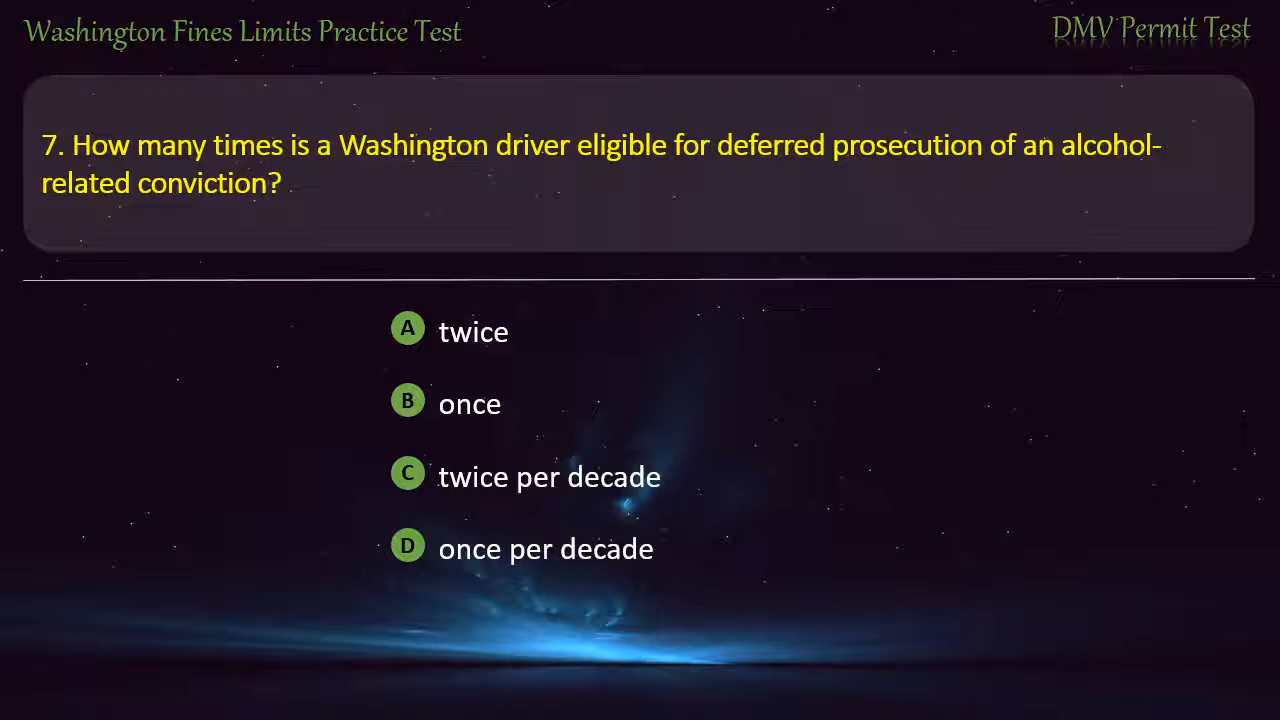 Washington Fines Limits Practice Test
DMV Permit Test
7. How many times is a Washington driver eligible for deferred prosecution of an alcohol-
related conviction?
A twice
B once
C twice per decade
D once per decade